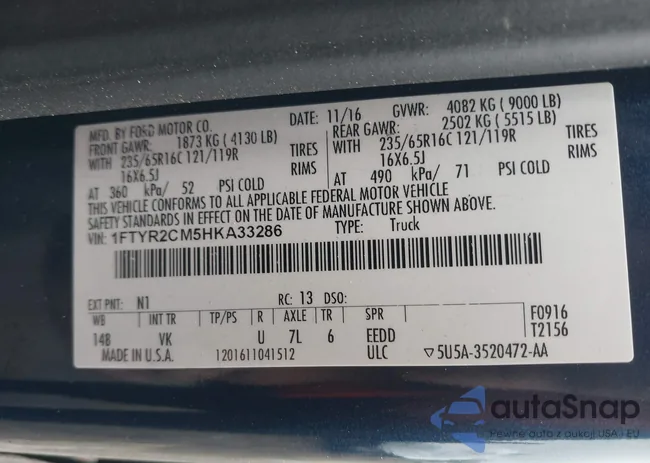 MFD. BY FORD MOTOR CO. DATE: 11/16 GVWR: 4082 KG ( 9000 LB)
FRONT GAWR: 1873 KG ( 4130 LB) REAR GAWR: 2502 KG ( 5515 LB)
WITH 235/65R16C 121/119R TIRES WITH 235/65R16C 121/119R TIRES
16X6.5J RIMS 16X6.5J RIMS
AT 360 kPa/ 52 PSI COLD AT 490 kPa/ 71 PSI COLD
THIS VEHICLE CONFORMS TO ALL APPLICABLE FEDERAL MOTOR VEHICLE
SAFETY STANDARDS IN EFFECT ON THE DATE OF MANUFACTURE SHOWN ABOVE.
VIN: 1FTYR2CM5HKA33286 TYPE: Truck
EXT PNT: N1 RC: 13 DSO:
WB INT TR TP/PS R AXLE TR SPR F0916
148 VK U 7L 6 EEDD T2156
MADE IN U.S.A. 1201611041512 ULC ▽5U5A-3520472-AA
autoSnap
Pewne auto z aukcji USA i EU